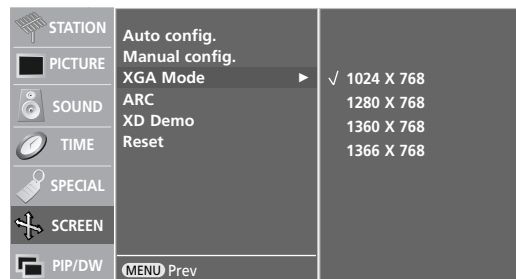 STATION
PICTURE
SOUND
TIME
SPECIAL
SCREEN
PIP/DW
Auto config.
Manual config.
XGA Mode ►
ARC
XD Demo
Reset
MENU Prev
√ 1024 X 768
1280 X 768
1360 X 768
1366 X 768